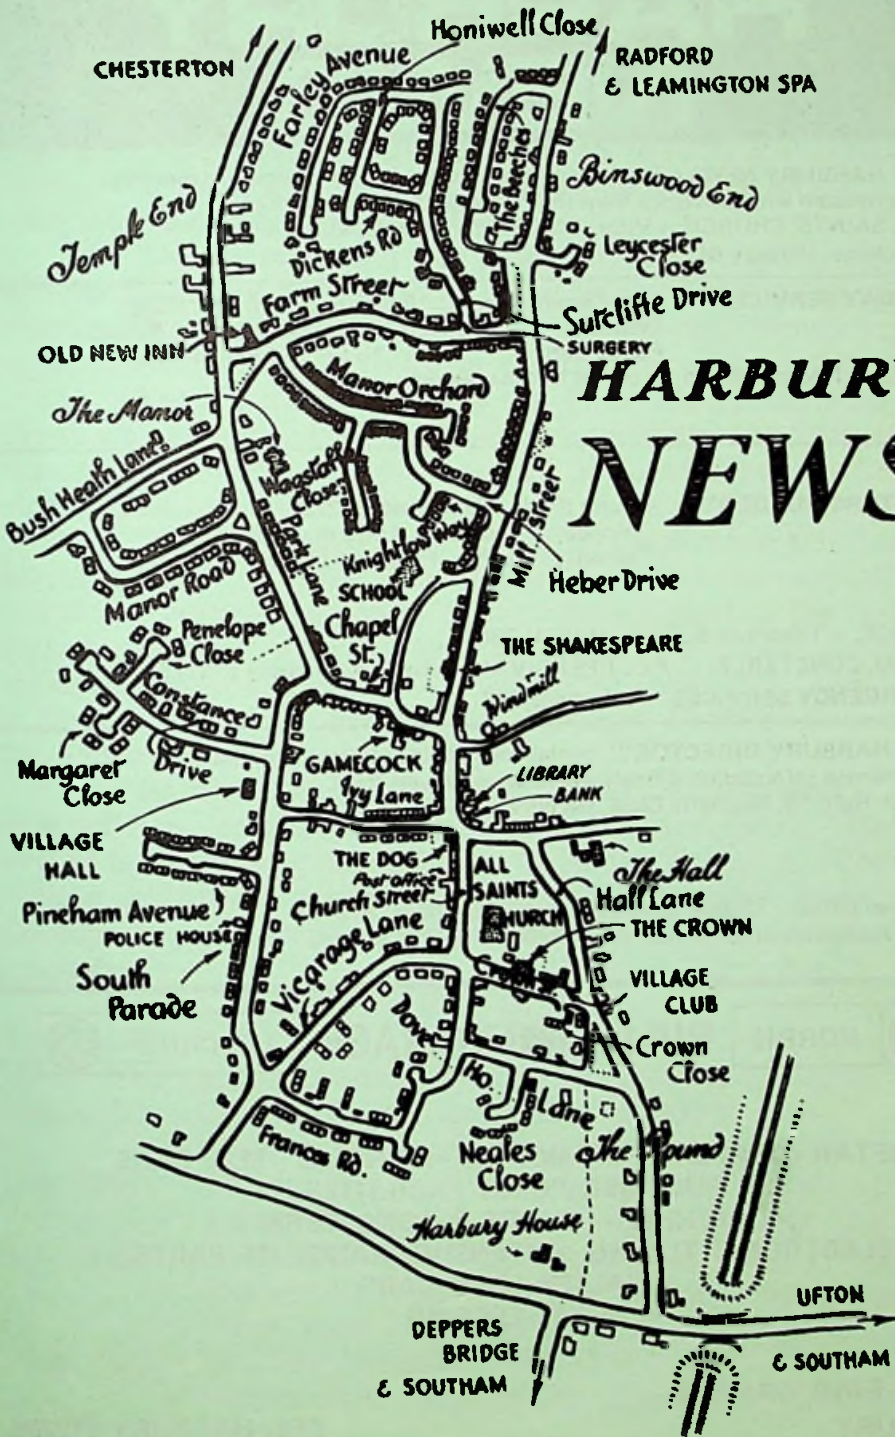 Honiwell Close
CHESTERTON
Farley Avenue
RADFORD
& LEAMINGTON SPA
The Beeches
Binswood End
Temple End
Dickens Rd
Leycester
Close
Farm Street
Sutcliffe Drive
OLD NEW INN
SURGERY
HARBUR
NEWS
Manor Orchard
The Manor
Bush Heath Lane
Wagstaff
Close
Park Lane
Knightlow Way
Mill Street
Manor Road
SCHOOL
Heber Drive
Chapel
St.
Penelope
Close
THE SHAKESPEARE
Constance
Drive
Windmill
Margaret
Close
GAMECOCK
LIBRARY
Ivy Lane
BANK
VILLAGE
HALL
THE DOG
Post office
ALL
SAINTS
CHURCH
The Hall
Pineham Avenue
Church Street
Hall Lane
POLICE HOUSE
THE CROWN
Vicarage Lane
South
Parade
VILLAGE
CLUB
Dove
Ho.
Lane
Crown
Close
Frances Rd.
Neales
Close
The Pound
Harbury House
UFTON
& SOUTHAM
DEPPERS
BRIDGE
& SOUTHAM